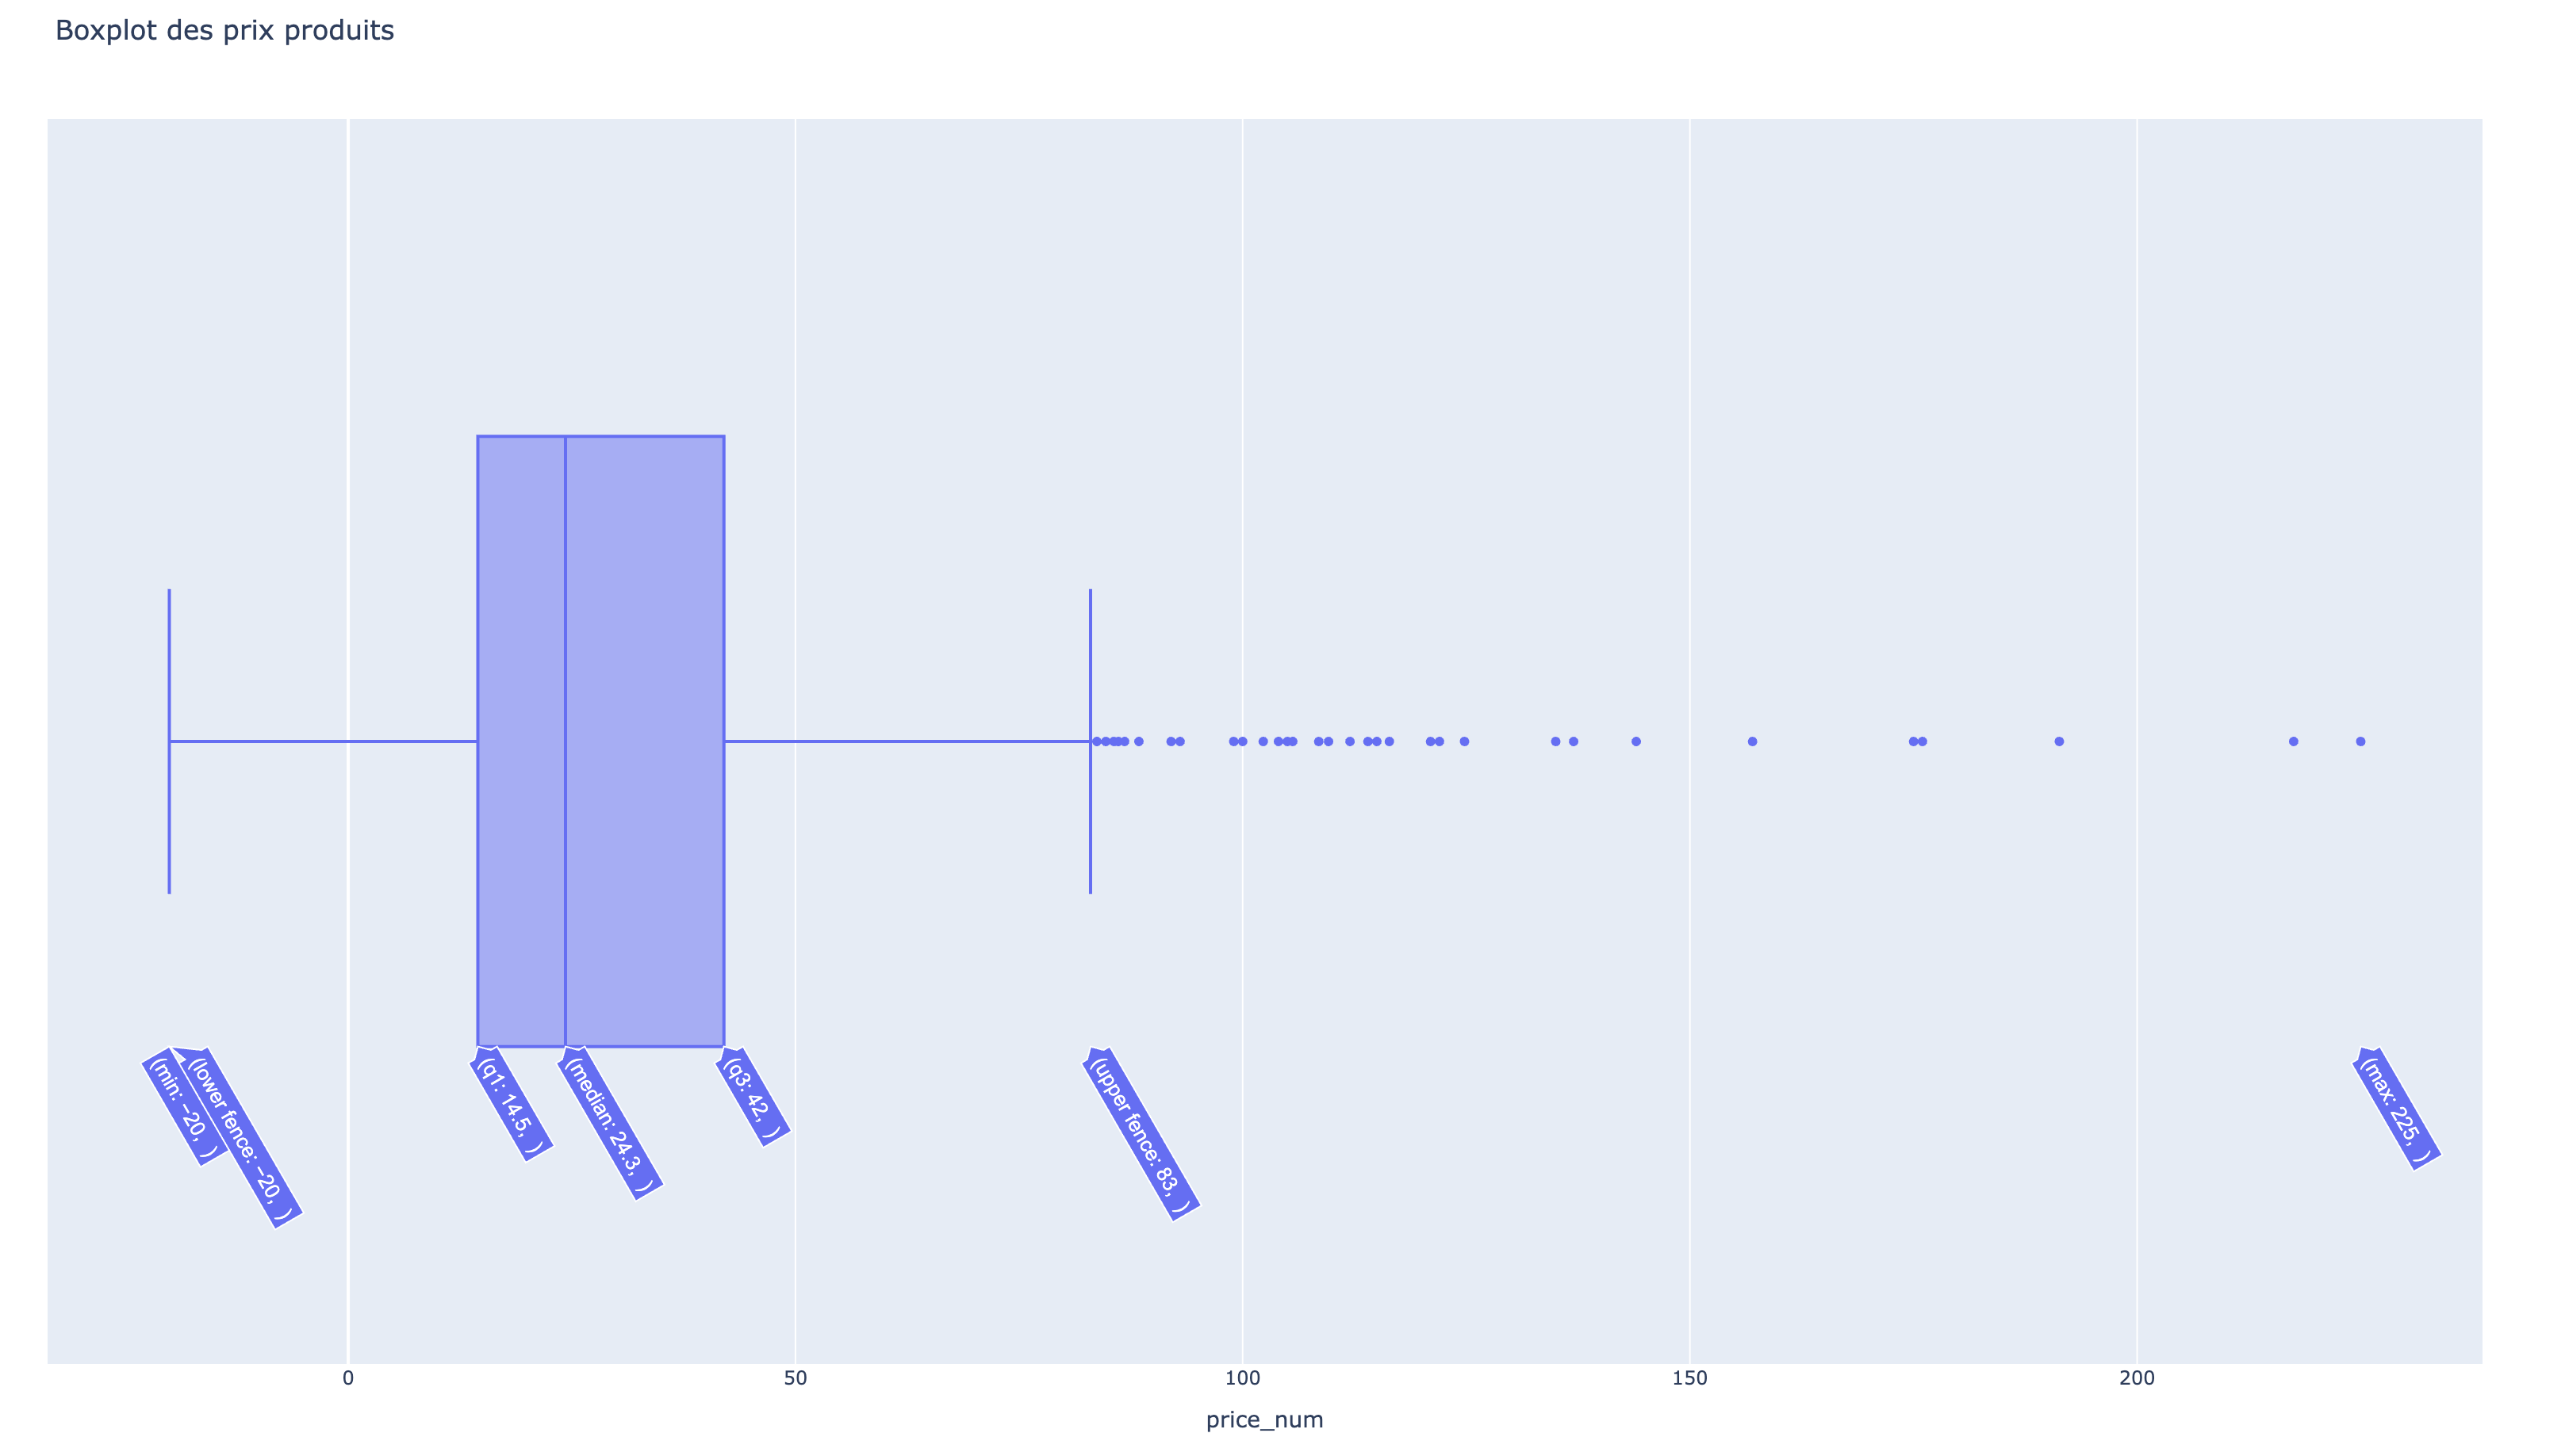 Boxplot des prix produits
(min: −20, )
(lower fence: −20, )
(q1: 14.5, )
(median: 24.3, )
(q3: 42, )
(upper fence: 83, )
(max: 225, )
0 50 100 150 200
price_num